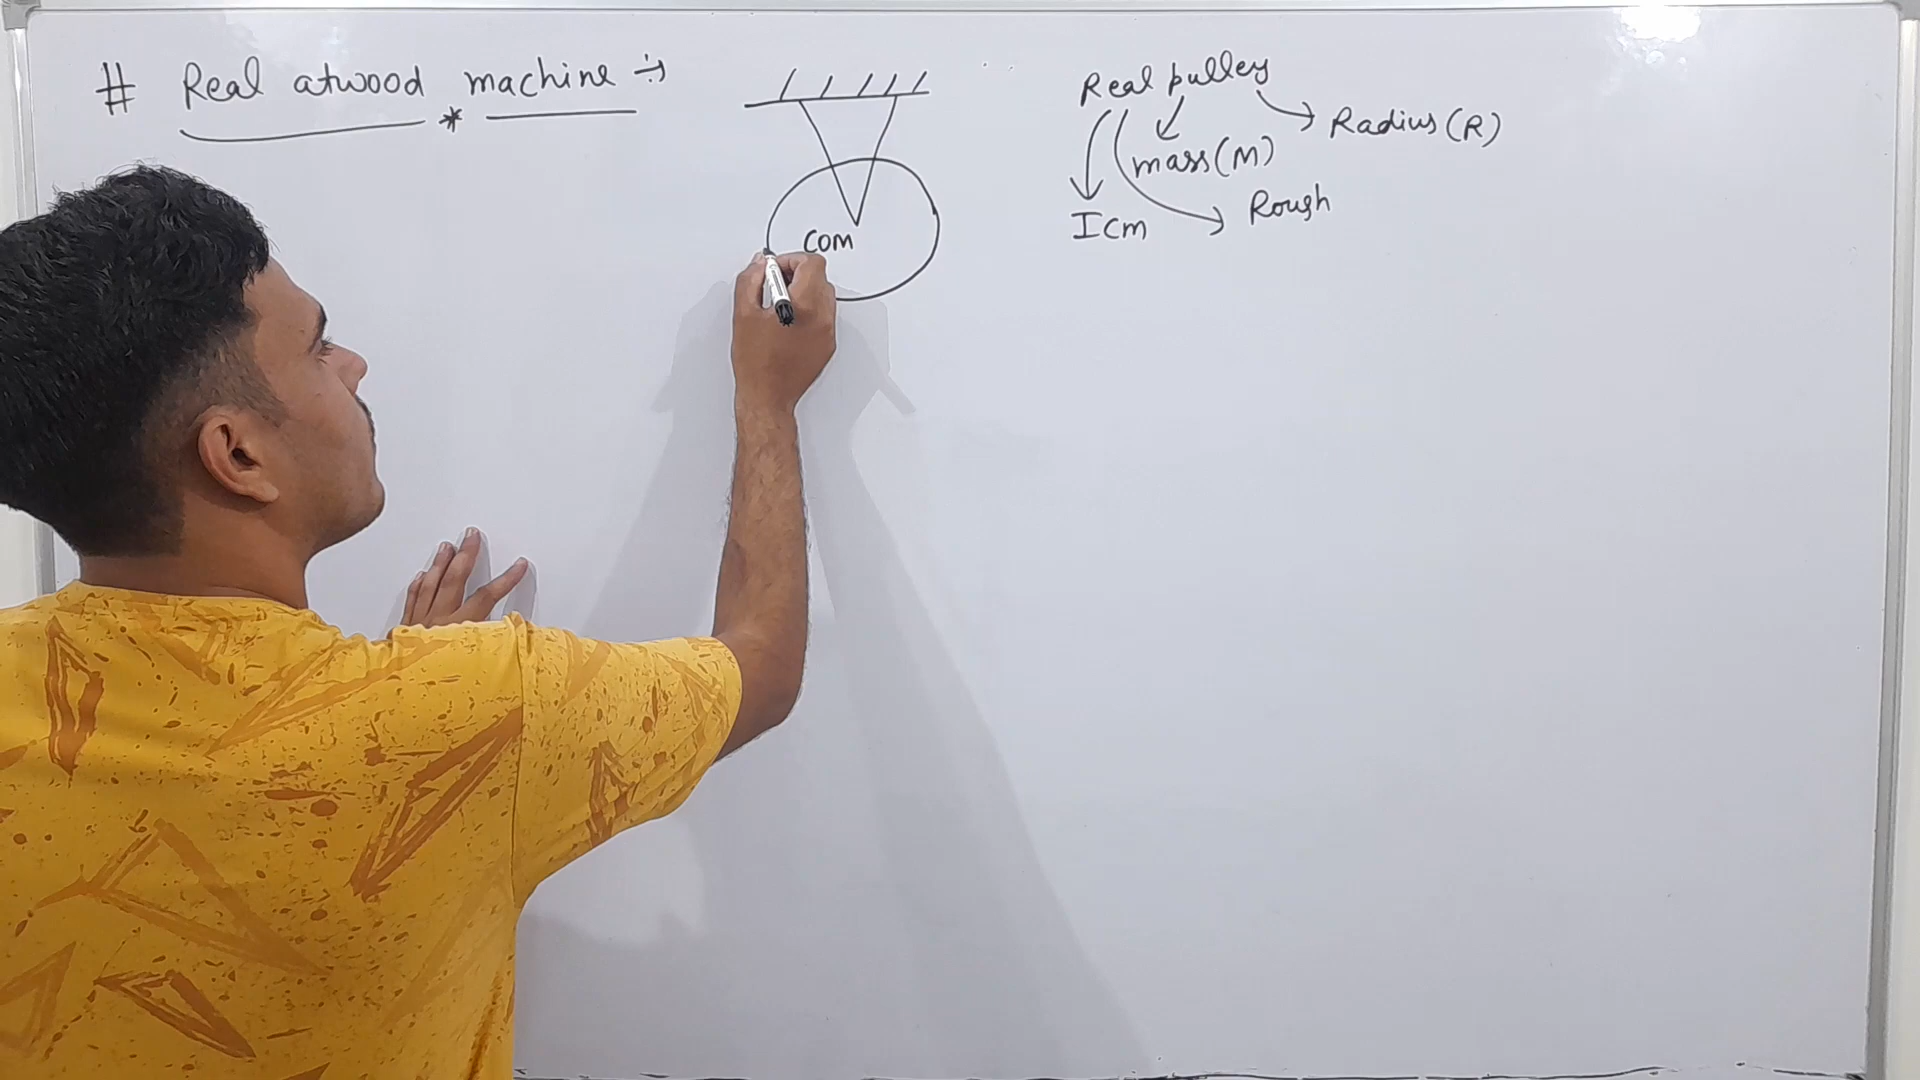 # Real atwood machine :→
*
COM
Real pulley
Radius (R)
mass (M)
Rough
Icm